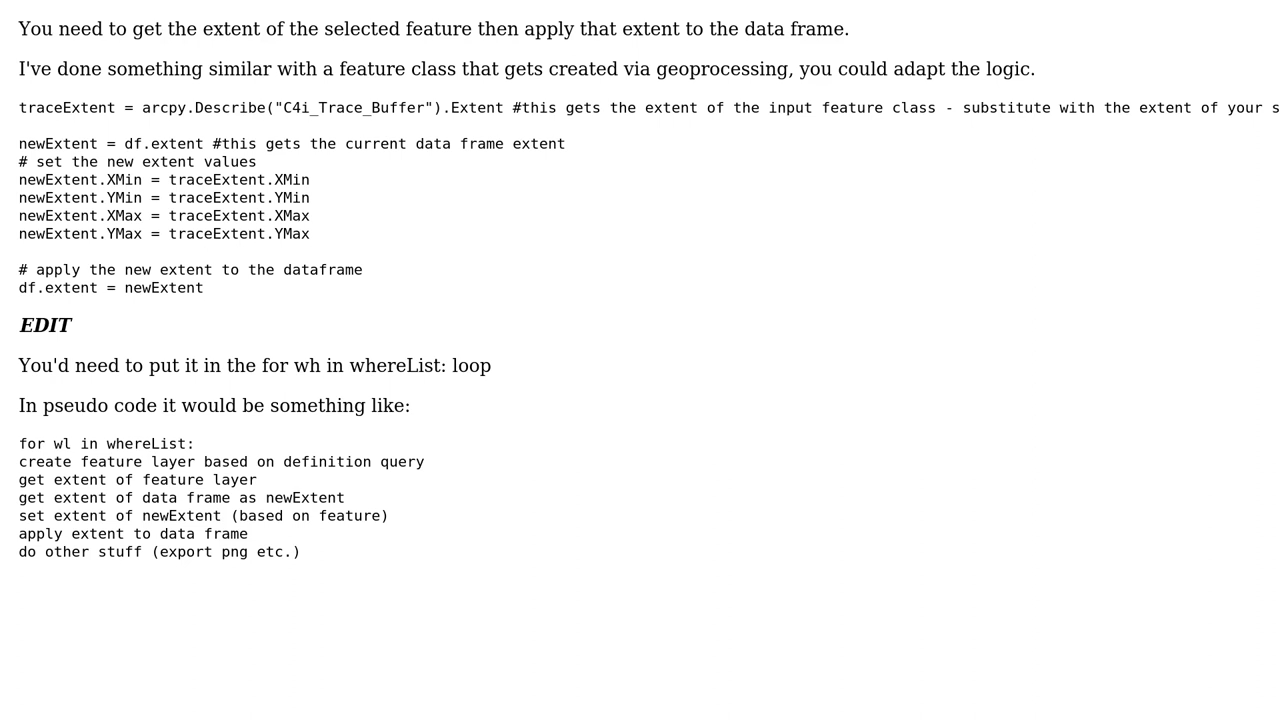 You need to get the extent of the selected feature then apply that extent to the data frame.
I've done something similar with a feature class that gets created via geoprocessing, you could adapt the logic.
traceExtent = arcpy.Describe("C4i_Trace_Buffer").Extent #this gets the extent of the input feature class - substitute with the extent of your s
newExtent = df.extent #this gets the current data frame extent
# set the new extent values
newExtent.XMin = traceExtent.XMin
newExtent.YMin = traceExtent.YMin
newExtent.XMax = traceExtent.XMax
newExtent.YMax = traceExtent.YMax
# apply the new extent to the dataframe
df.extent = newExtent
EDIT
You'd need to put it in the for wh in whereList: loop
In pseudo code it would be something like:
for wl in whereList:
create feature layer based on definition query
get extent of feature layer
get extent of data frame as newExtent
set extent of newExtent (based on feature)
apply extent to data frame
do other stuff (export png etc.)